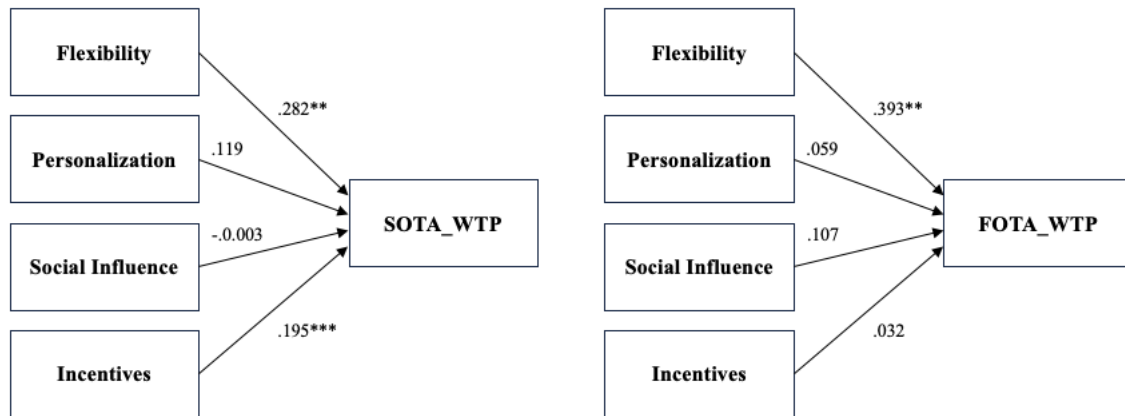 Flexibility
.282**
Personalization
.119
SOTA_WTP
-.0.003
Social Influence
.195***
Incentives
Flexibility
.393**
Personalization
.059
FOTA_WTP
.107
Social Influence
.032
Incentives